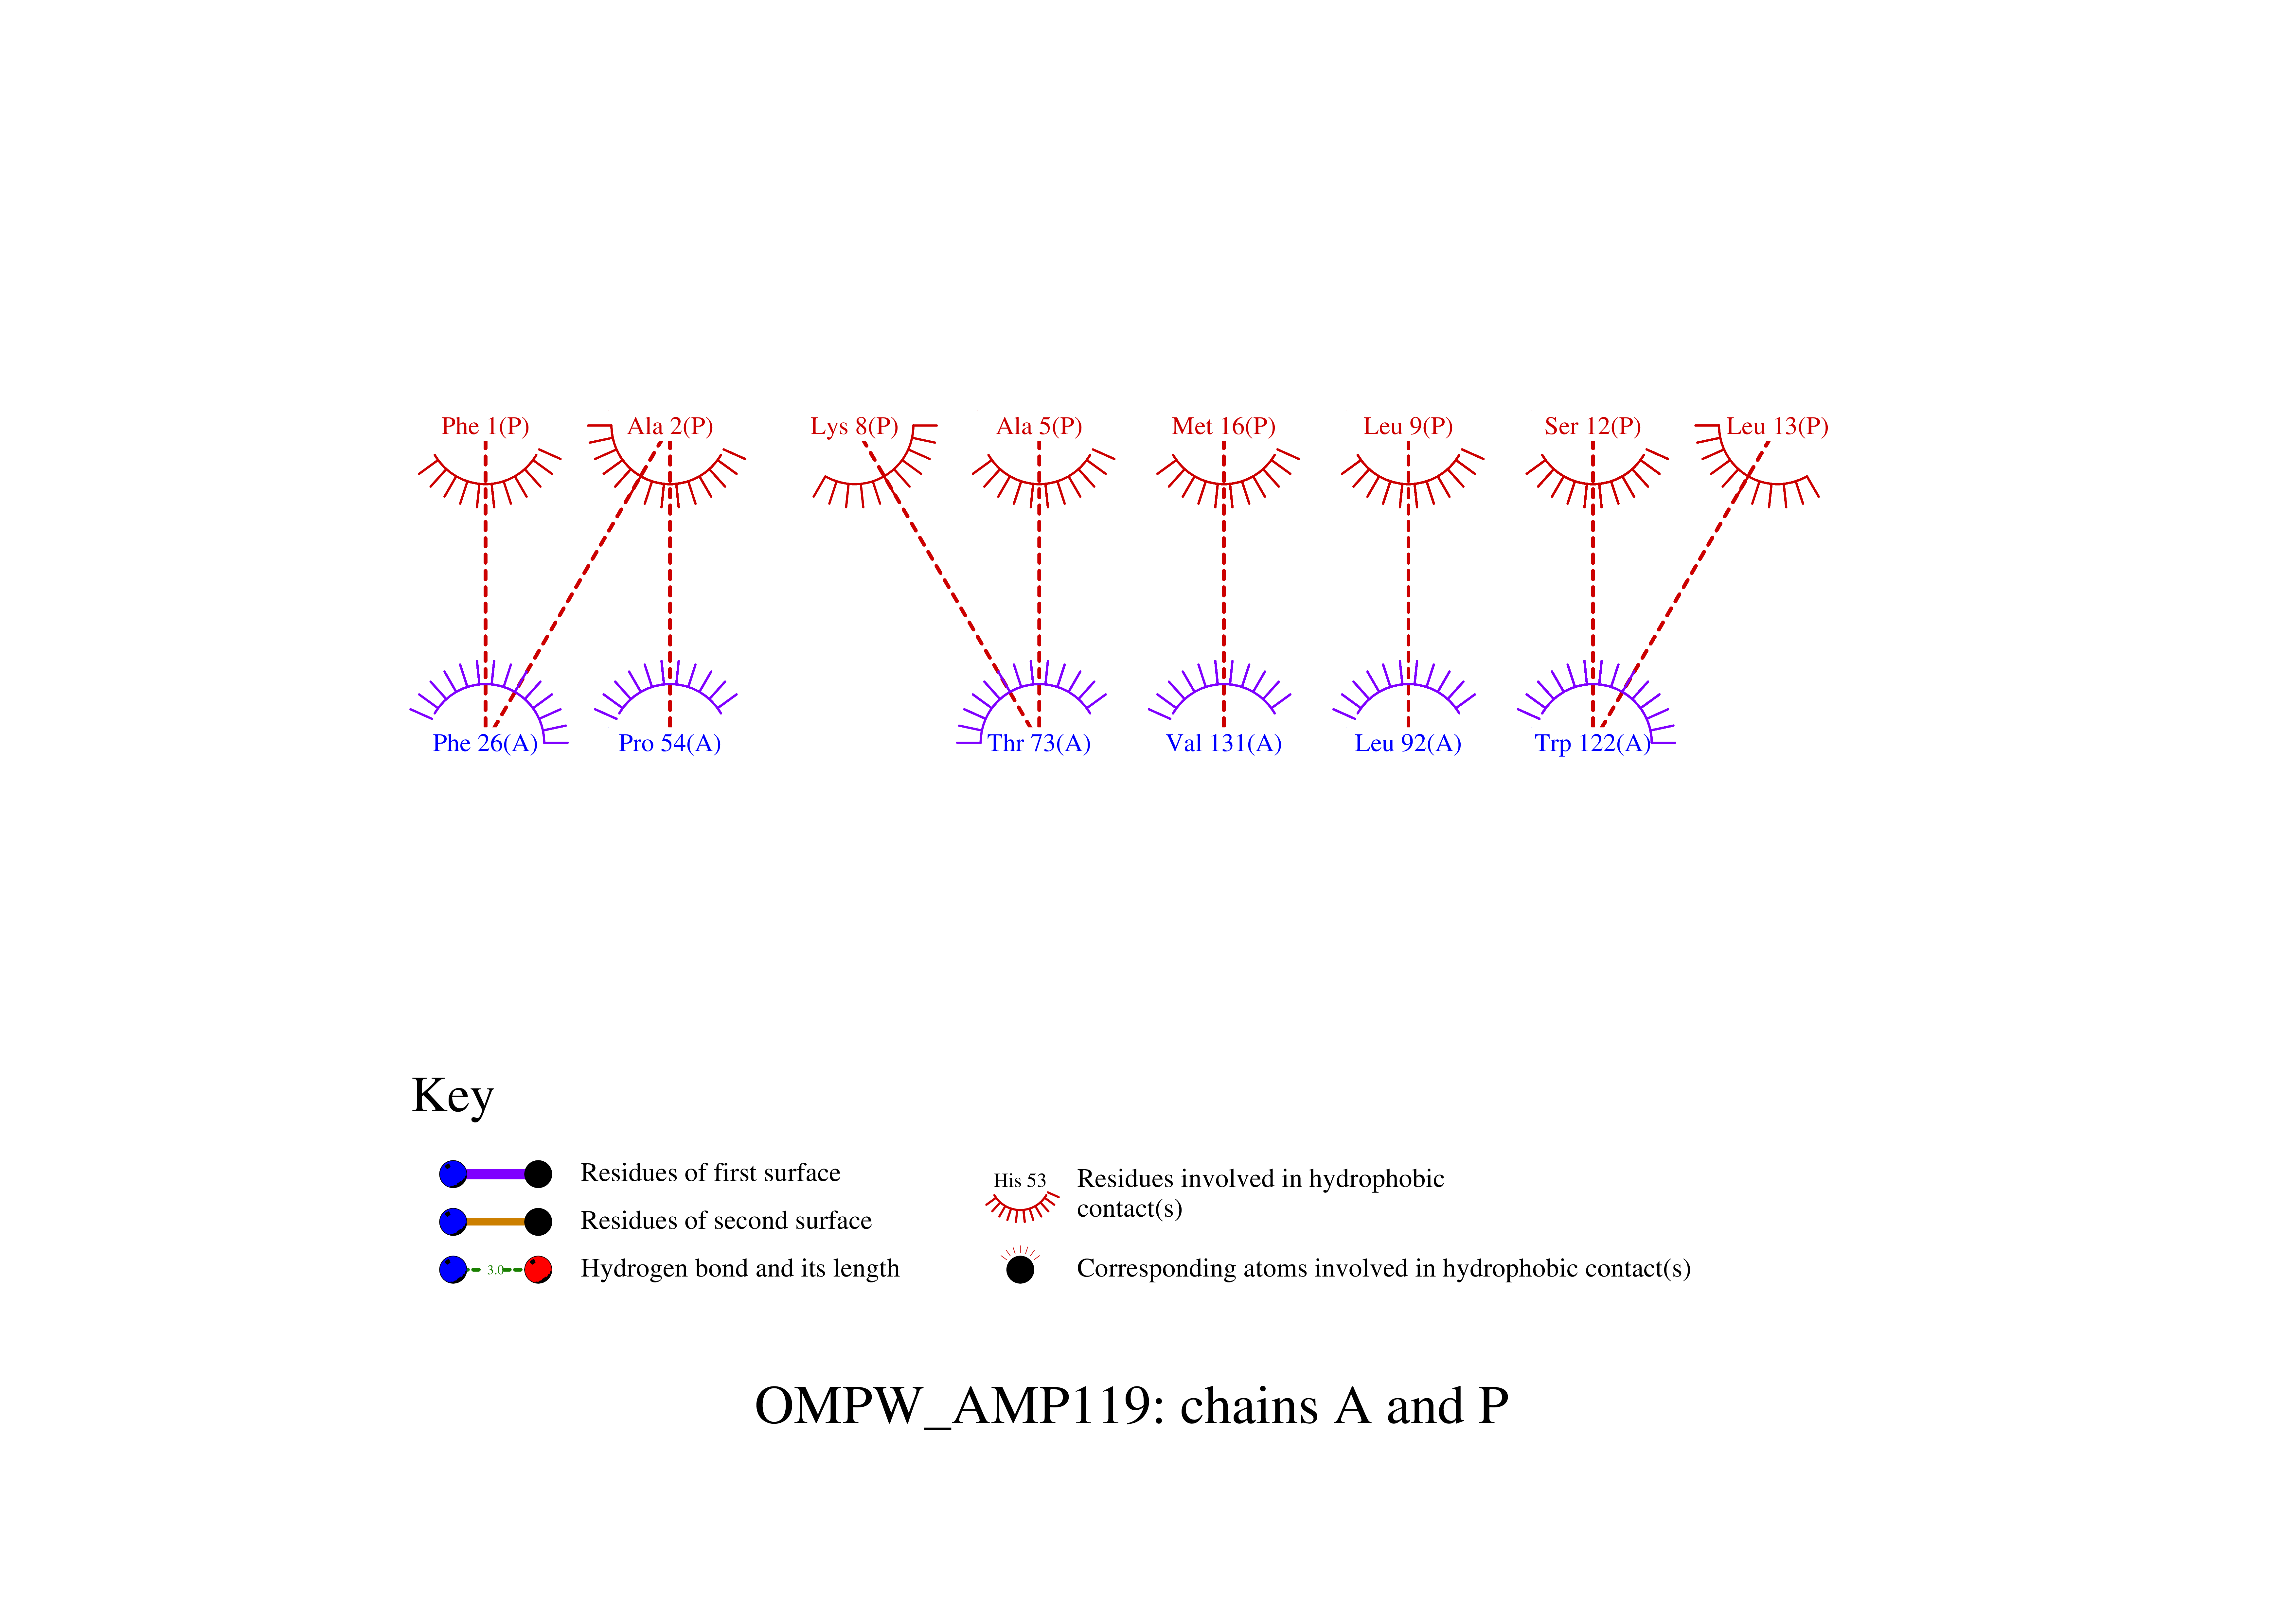 Phe 1(P) Ala 2(P) Lys 8(P) Ala 5(P) Met 16(P) Leu 9(P) Ser 12(P) Leu 13(P)
Phe 26(A) Pro 54(A) Thr 73(A) Val 131(A) Leu 92(A) Trp 122(A)
Key
Residues of first surface
Residues of second surface
3.0 Hydrogen bond and its length
His 53 Residues involved in hydrophobic
contact(s)
Corresponding atoms involved in hydrophobic contact(s)
OMPW_AMP119: chains A and P